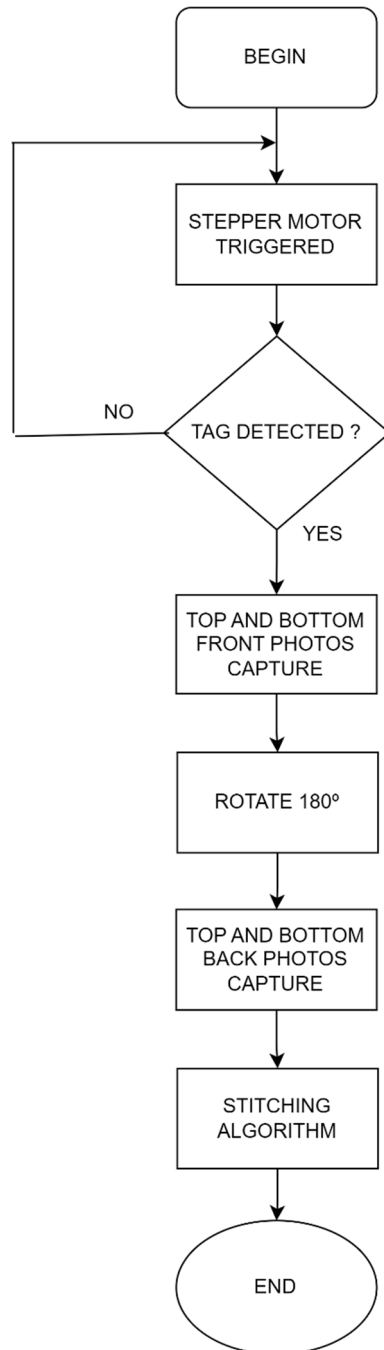 BEGIN
STEPPER MOTOR
TRIGGERED
NO
TAG DETECTED ?
YES
TOP AND BOTTOM
FRONT PHOTOS
CAPTURE
ROTATE 180º
TOP AND BOTTOM
BACK PHOTOS
CAPTURE
STITCHING
ALGORITHM
END